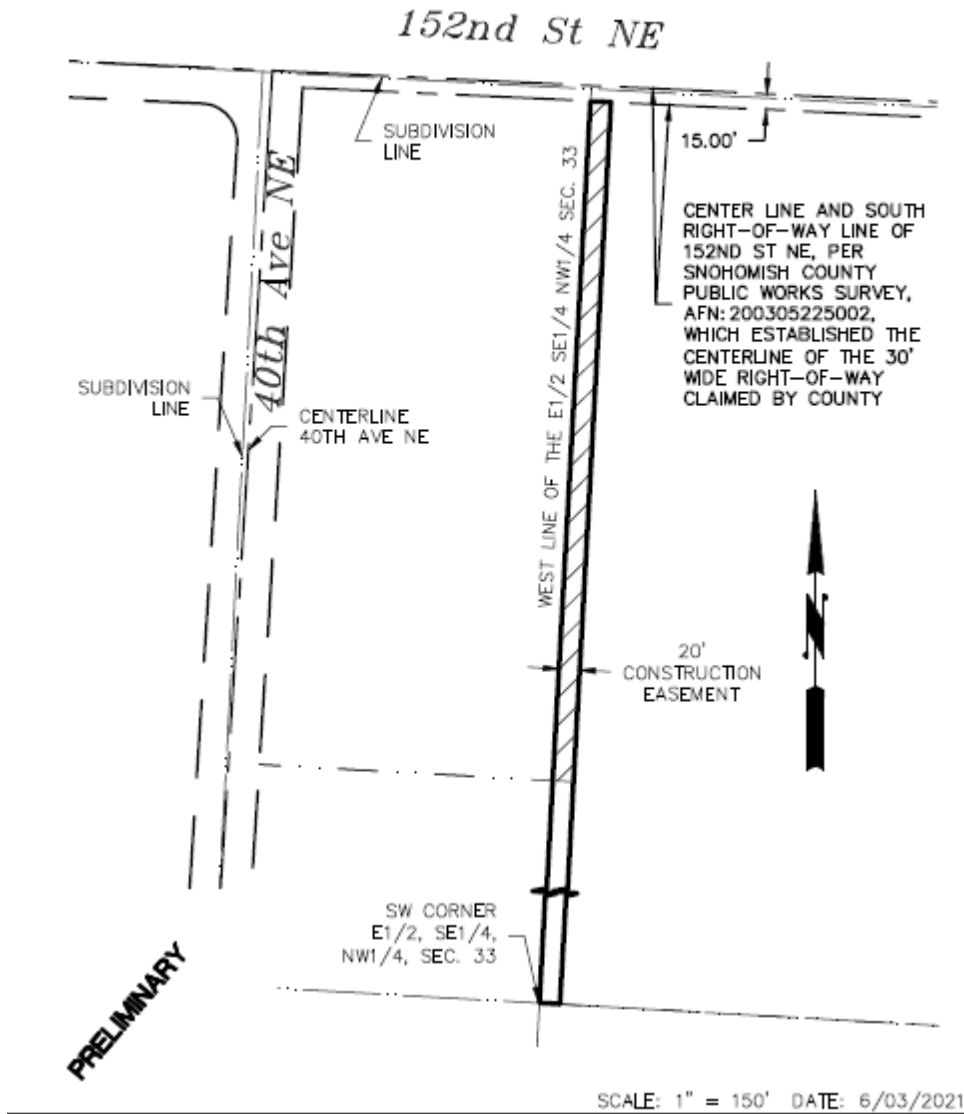 152nd St NE
SUBDIVISION
LINE
15.00'
40th Ave NE
WEST LINE OF THE E1/2 SE1/4 NW1/4 SEC. 33
CENTER LINE AND SOUTH
RIGHT-OF-WAY LINE OF
152ND ST NE, PER
SNOHOMISH COUNTY
PUBLIC WORKS SURVEY,
AFN: 200305225002,
WHICH ESTABLISHED THE
CENTERLINE OF THE 30'
WIDE RIGHT-OF-WAY
CLAIMED BY COUNTY
SUBDIVISION
LINE
CENTERLINE
40TH AVE NE
N
20'
CONSTRUCTION
EASEMENT
SW CORNER
E1/2, SE1/4,
NW1/4, SEC. 33
PRELIMINARY
SCALE: 1" = 150' DATE: 6/03/2021